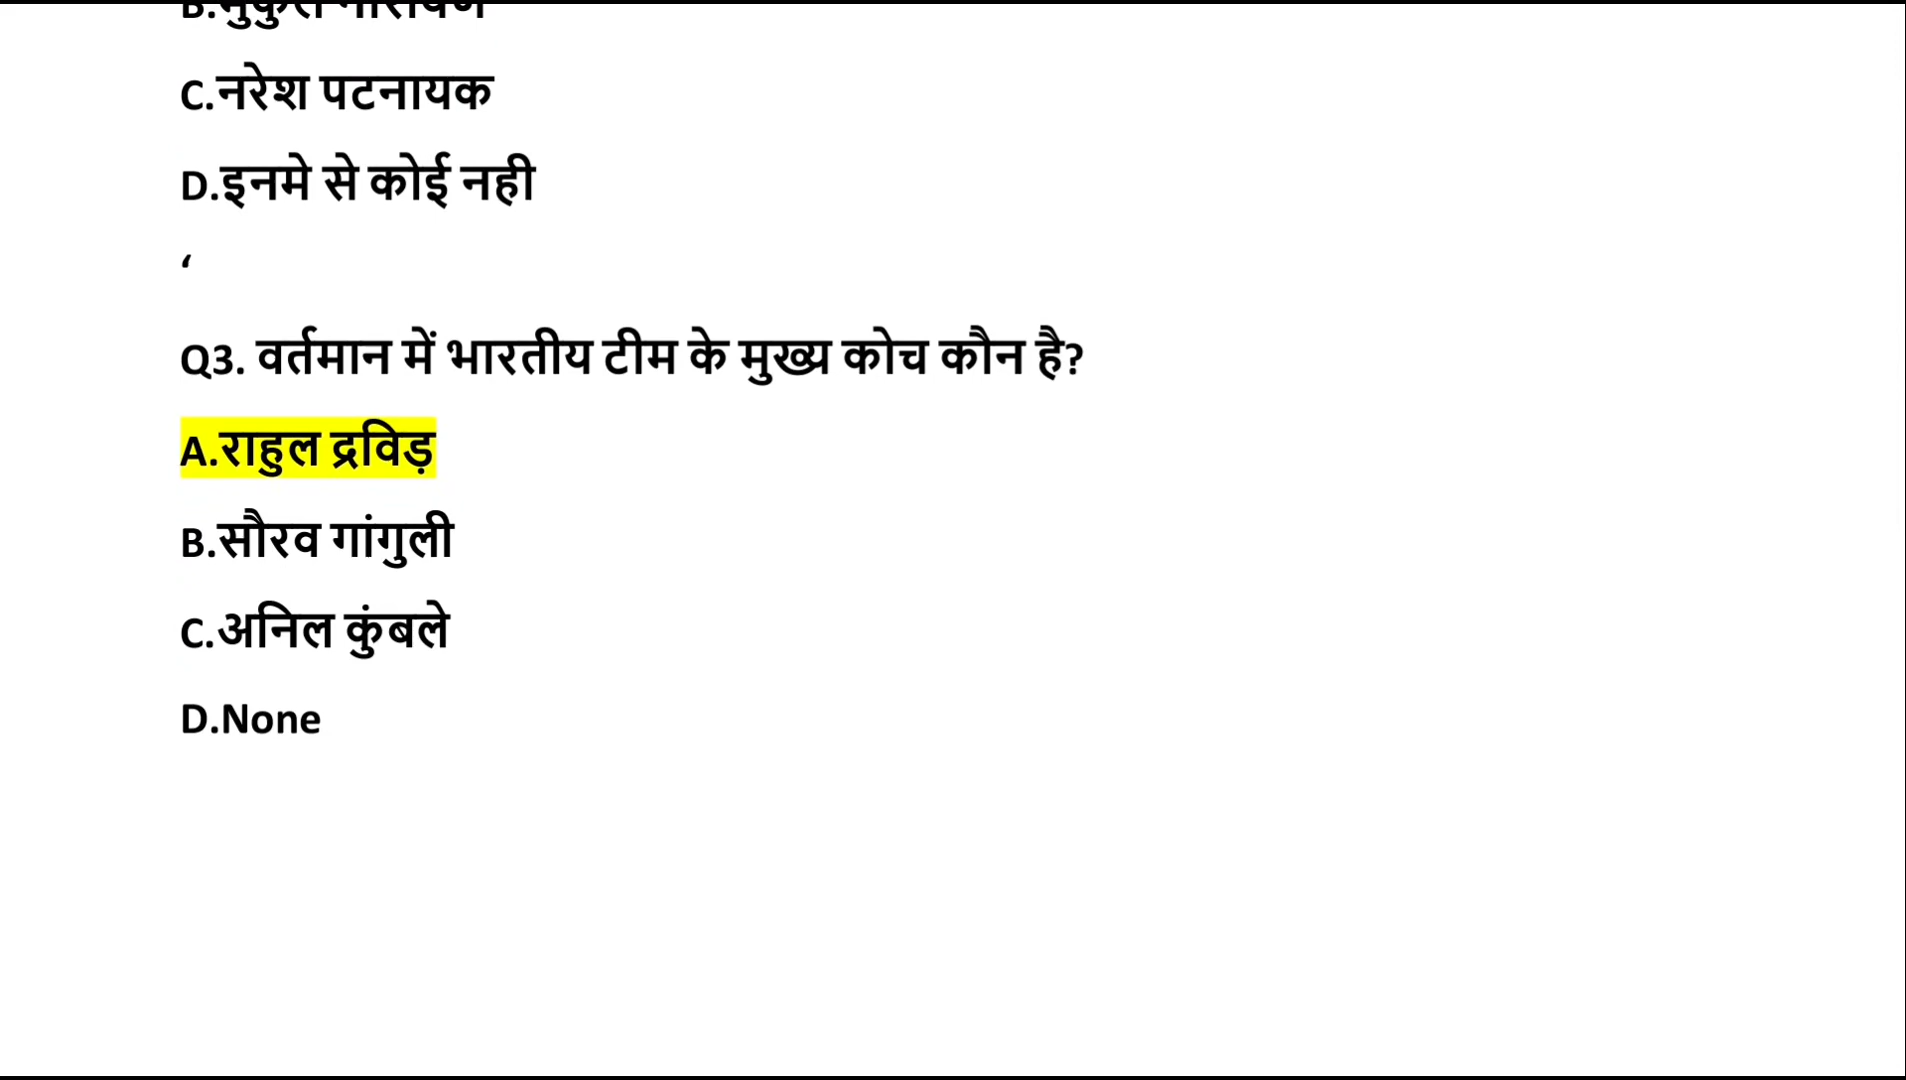 C.नरेश पटनायक
D.इनमे से कोई नही
‘
Q3. वर्तमान में भारतीय टीम के मुख्य कोच कौन है?
A.राहुल द्रविड़
B.सौरव गांगुली
C.अनिल कुंबले
D.None